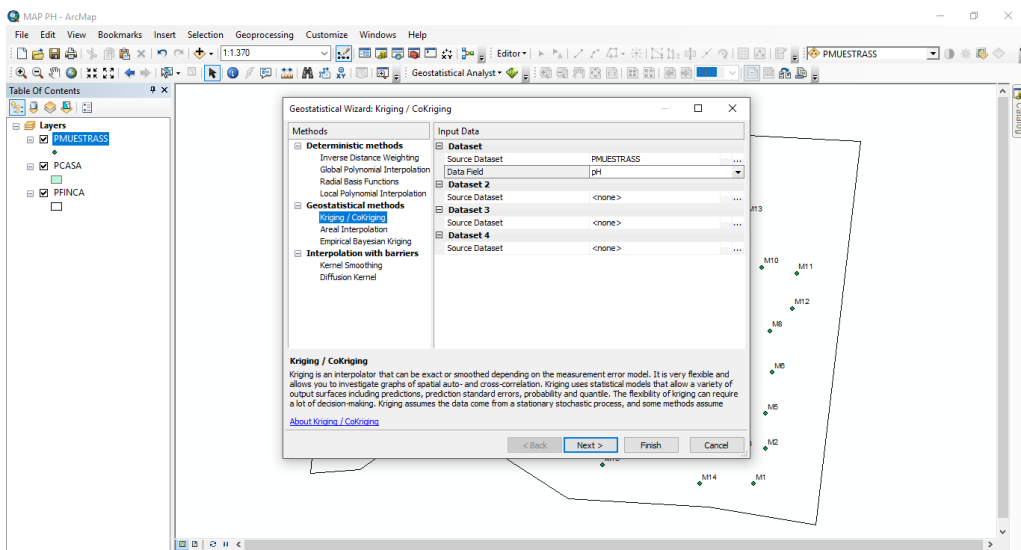 MAP PH - ArcMap
File Edit View Bookmarks Insert Selection Geoprocessing Customize Windows Help
1:1.370
Editor
PMUESTRASS
Geostatistical Analyst
Table Of Contents
Layers
PMUESTRASS
PCASA
PFINCA
Catalog
Geostatistical Wizard: Kriging / CoKriging
Methods
Deterministic methods
Inverse Distance Weighting
Global Polynomial Interpolation
Radial Basis Functions
Local Polynomial Interpolation
Geostatistical methods
Kriging / CoKriging
Areal Interpolation
Empirical Bayesian Kriging
Interpolation with barriers
Kernel Smoothing
Diffusion Kernel
Input Data
Dataset
Source Dataset PMUESTRASS ...
Data Field pH
Dataset 2
Source Dataset <none> ...
Dataset 3
Source Dataset <none> ...
Dataset 4
Source Dataset <none> ...
Kriging / CoKriging
Kriging is an interpolator that can be exact or smoothed depending on the measurement error model. It is very flexible and
allows you to investigate graphs of spatial auto- and cross-correlation. Kriging uses statistical models that allow a variety of
output surfaces including predictions, prediction standard errors, probability and quantile. The flexibility of kriging can require
a lot of decision-making. Kriging assumes the data come from a stationary stochastic process, and some methods assume
About Kriging / CoKriging
< Back Next > Finish Cancel
M13
M10
M11
M12
M8
M6
M5
M2
M14
M1